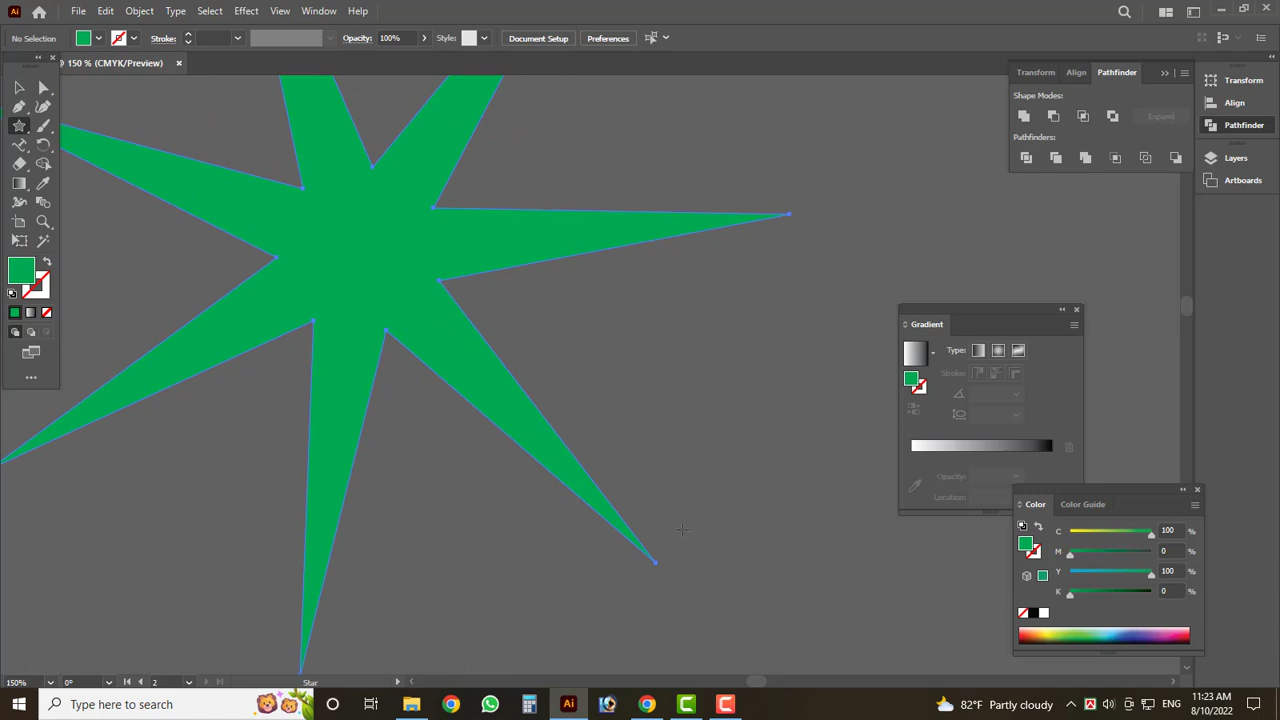 Ai File Edit Object Type Select Effect View Window Help
No Selection Stroke: Opacity: 100% Style: Document Setup Preferences
@ 150 % (CMYK/Preview) ×
Transform Align Pathfinder
Shape Modes:
Expand
Pathfinders:
Transform
Align
Pathfinder
Layers
Artboards
Gradient
Type:
Stroke:
Opacity:
Location:
Color Color Guide
C 100 %
M 0 %
Y 100 %
K 0 %
150% 0° 2 Star
Type here to search
Ai
82°F Partly cloudy
ENG
11:23 AM
8/10/2022